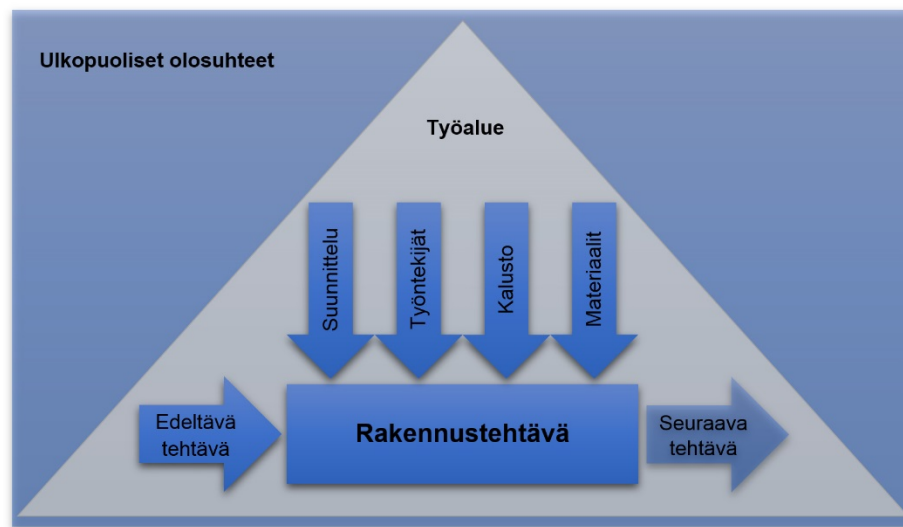 Ulkopuoliset olosuhteet
Työalue
Suunnittelu
Työntekijät
Kalusto
Materiaalit
Edeltävä
tehtävä
Rakennustehtävä
Seuraava
tehtävä